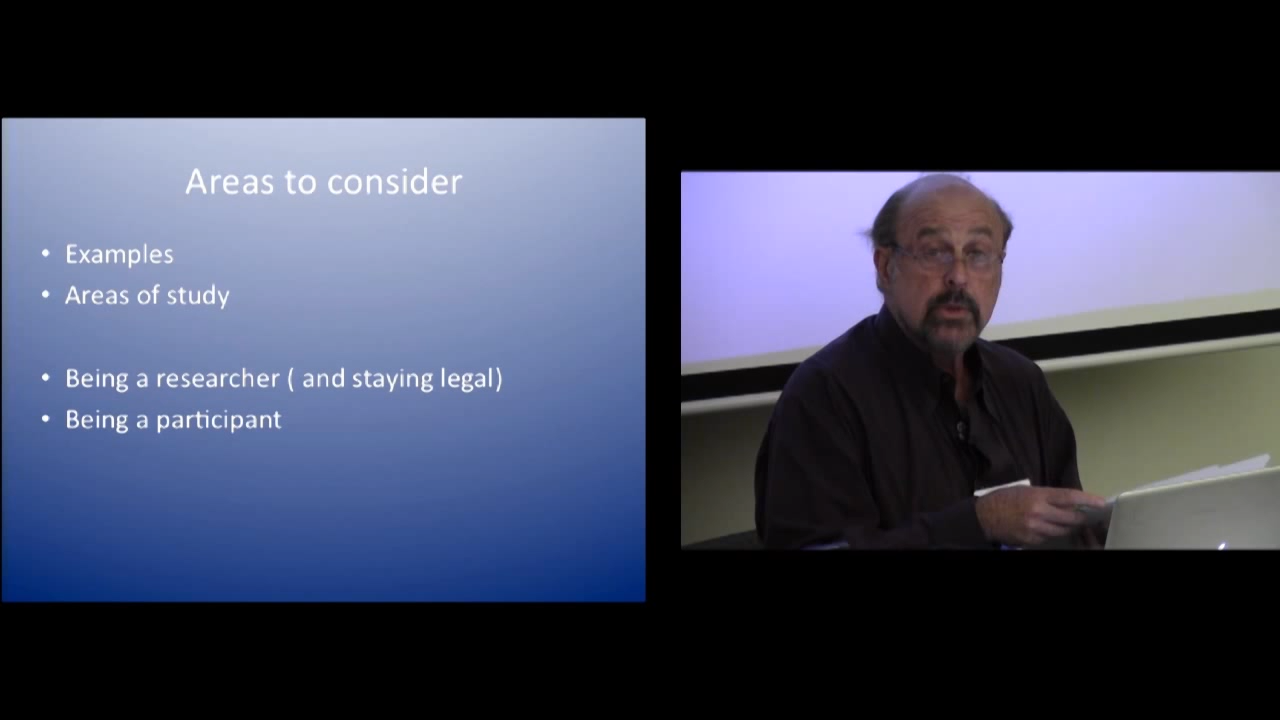 Areas to consider
• Examples
• Areas of study
• Being a researcher ( and staying legal)
• Being a participant